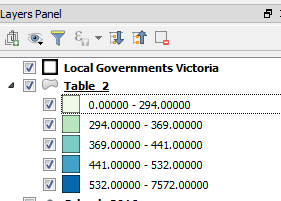 Layers Panel
Local Governments Victoria
Table_2
0.00000 - 294.00000
294.00000 - 369.00000
369.00000 - 441.00000
441.00000 - 532.00000
532.00000 - 7572.00000